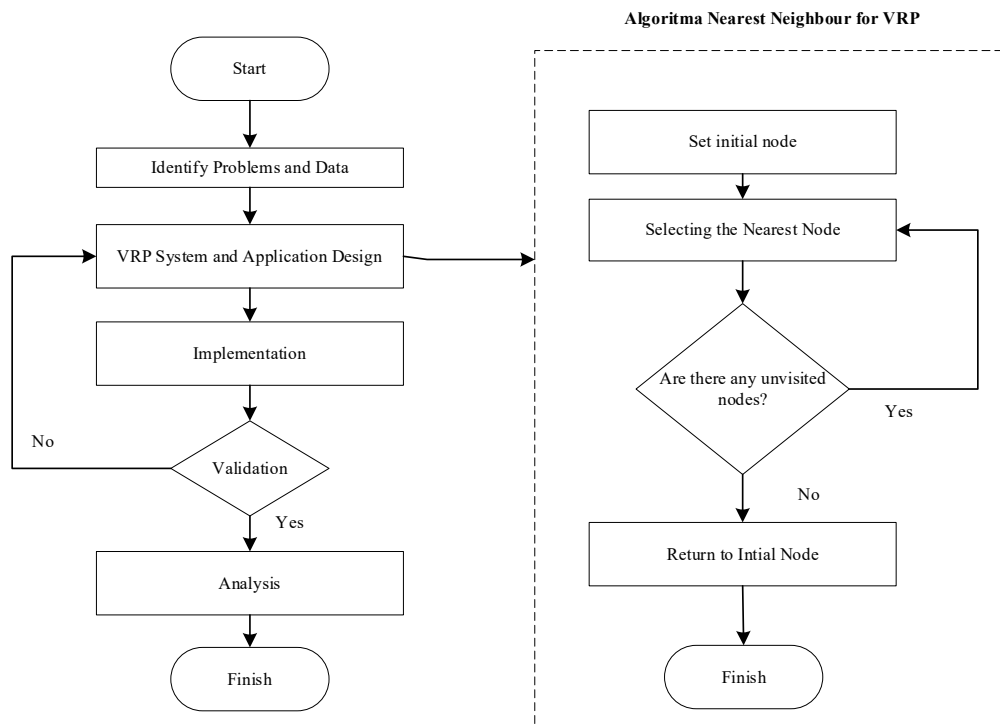 Algoritma Nearest Neighbour for VRP
Start
Identify Problems and Data
VRP System and Application Design
Implementation
No
Validation
Yes
Analysis
Finish
Set initial node
Selecting the Nearest Node
Are there any unvisited
nodes?
Yes
No
Return to Intial Node
Finish